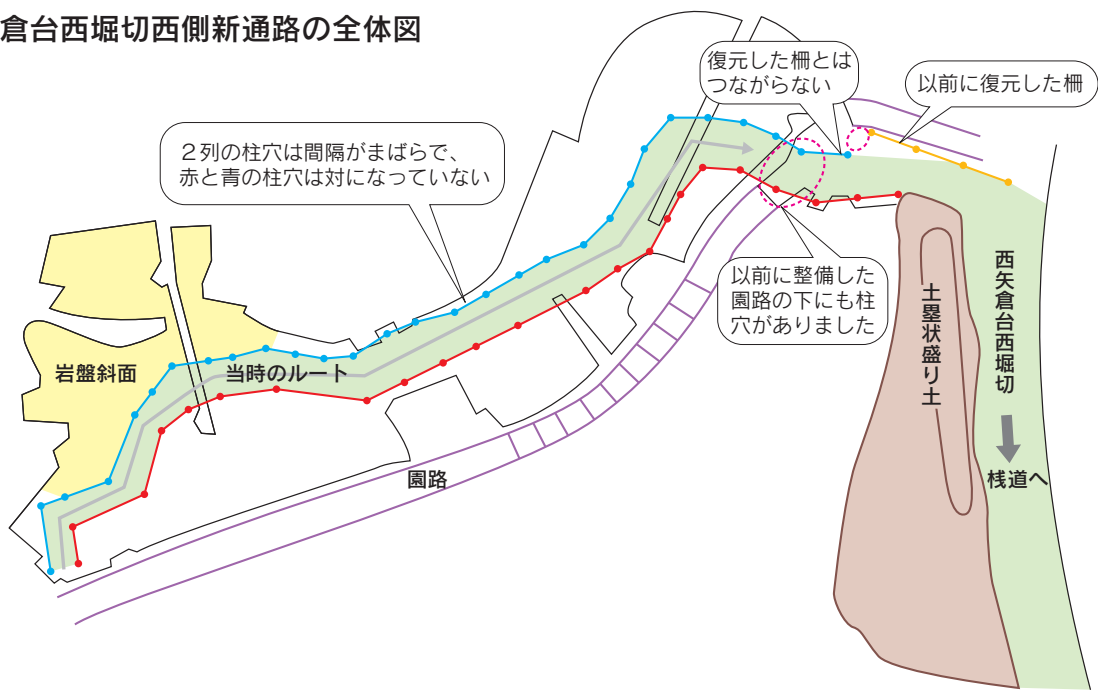 倉台西堀切西側新通路の全体図
復元した柵とは
つながらない
以前に復元した柵
２列の柱穴は間隔がまばらで、
赤と青の柱穴は対になっていない
以前に整備した
園路の下にも柱
穴がありました
西矢倉台西堀切
土塁状盛り土
岩盤斜面
当時のルート
園路
桟道へ